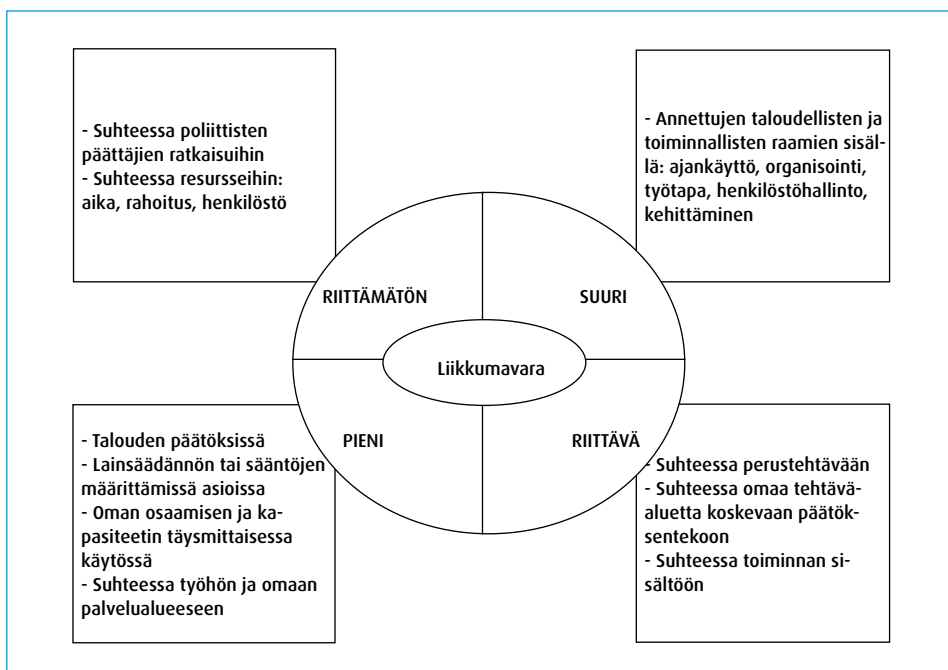 - Suhteessa poliittisten
päättäjien ratkaisuihin
- Suhteessa resursseihin:
aika, rahoitus, henkilöstö
- Annettujen taloudellisten ja
toiminnallisten raamien sisäl-
lä: ajankäyttö, organisointi,
työtapa, henkilöstöhallinto,
kehittäminen
RIITTÄMÄTÖN
SUURI
Liikkumavara
PIENI
RIITTÄVÄ
- Talouden päätöksissä
- Lainsäädännön tai sääntöjen
määrittämissä asioissa
- Oman osaamisen ja ka-
pasiteetin täysmittaisessa
käytössä
- Suhteessa työhön ja omaan
palvelualueeseen
- Suhteessa perustehtävään
- Suhteessa omaa tehtävä-
aluetta koskevaan päätök-
sentekoon
- Suhteessa toiminnan si-
sältöön